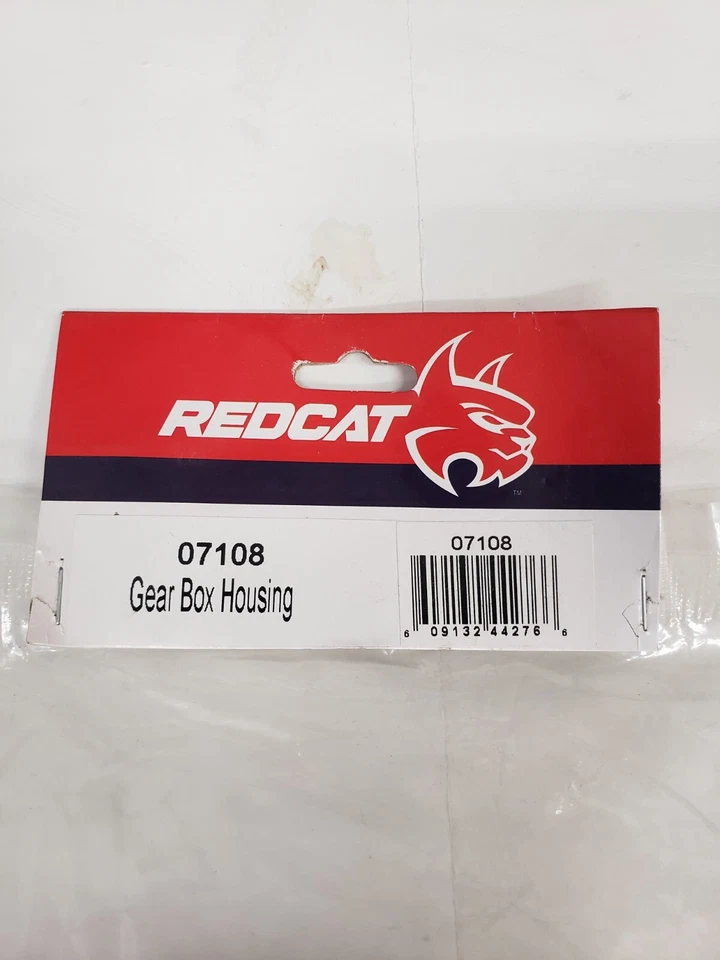 REDCAT
TM
07108
Gear Box Housing
07108
6 09132 44276 6